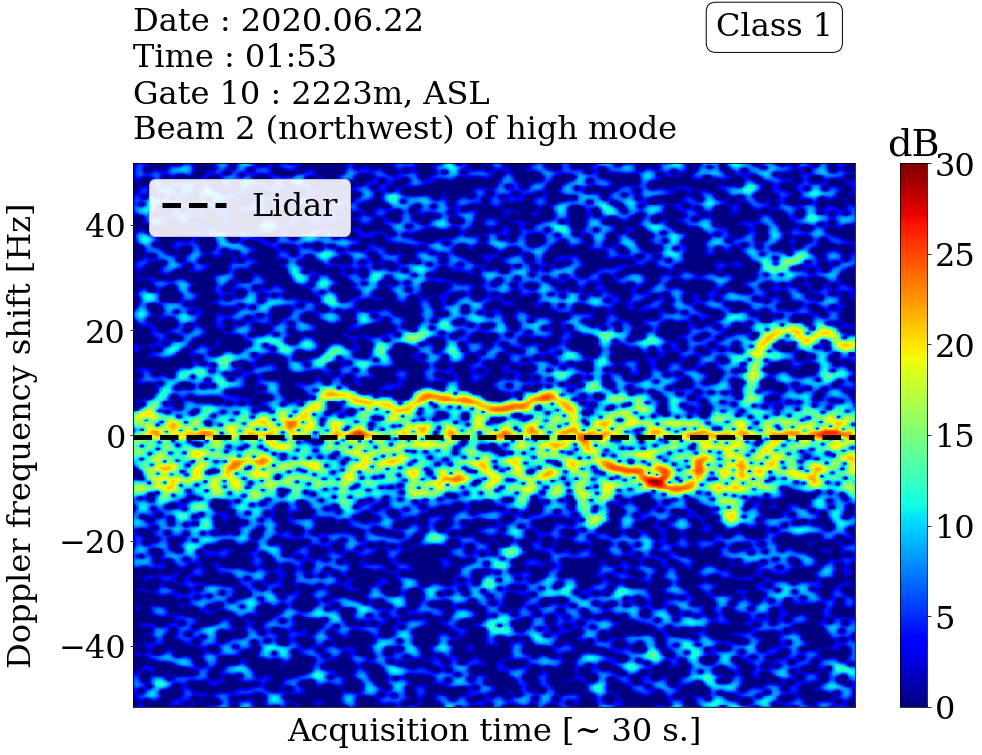 Date : 2020.06.22
Time : 01:53
Gate 10 : 2223m, ASL
Beam 2 (northwest) of high mode
Class 1
dB
Lidar
Doppler frequency shift [Hz]
40
20
0
−20
−40
30
25
20
15
10
5
0
Acquisition time [~ 30 s.]